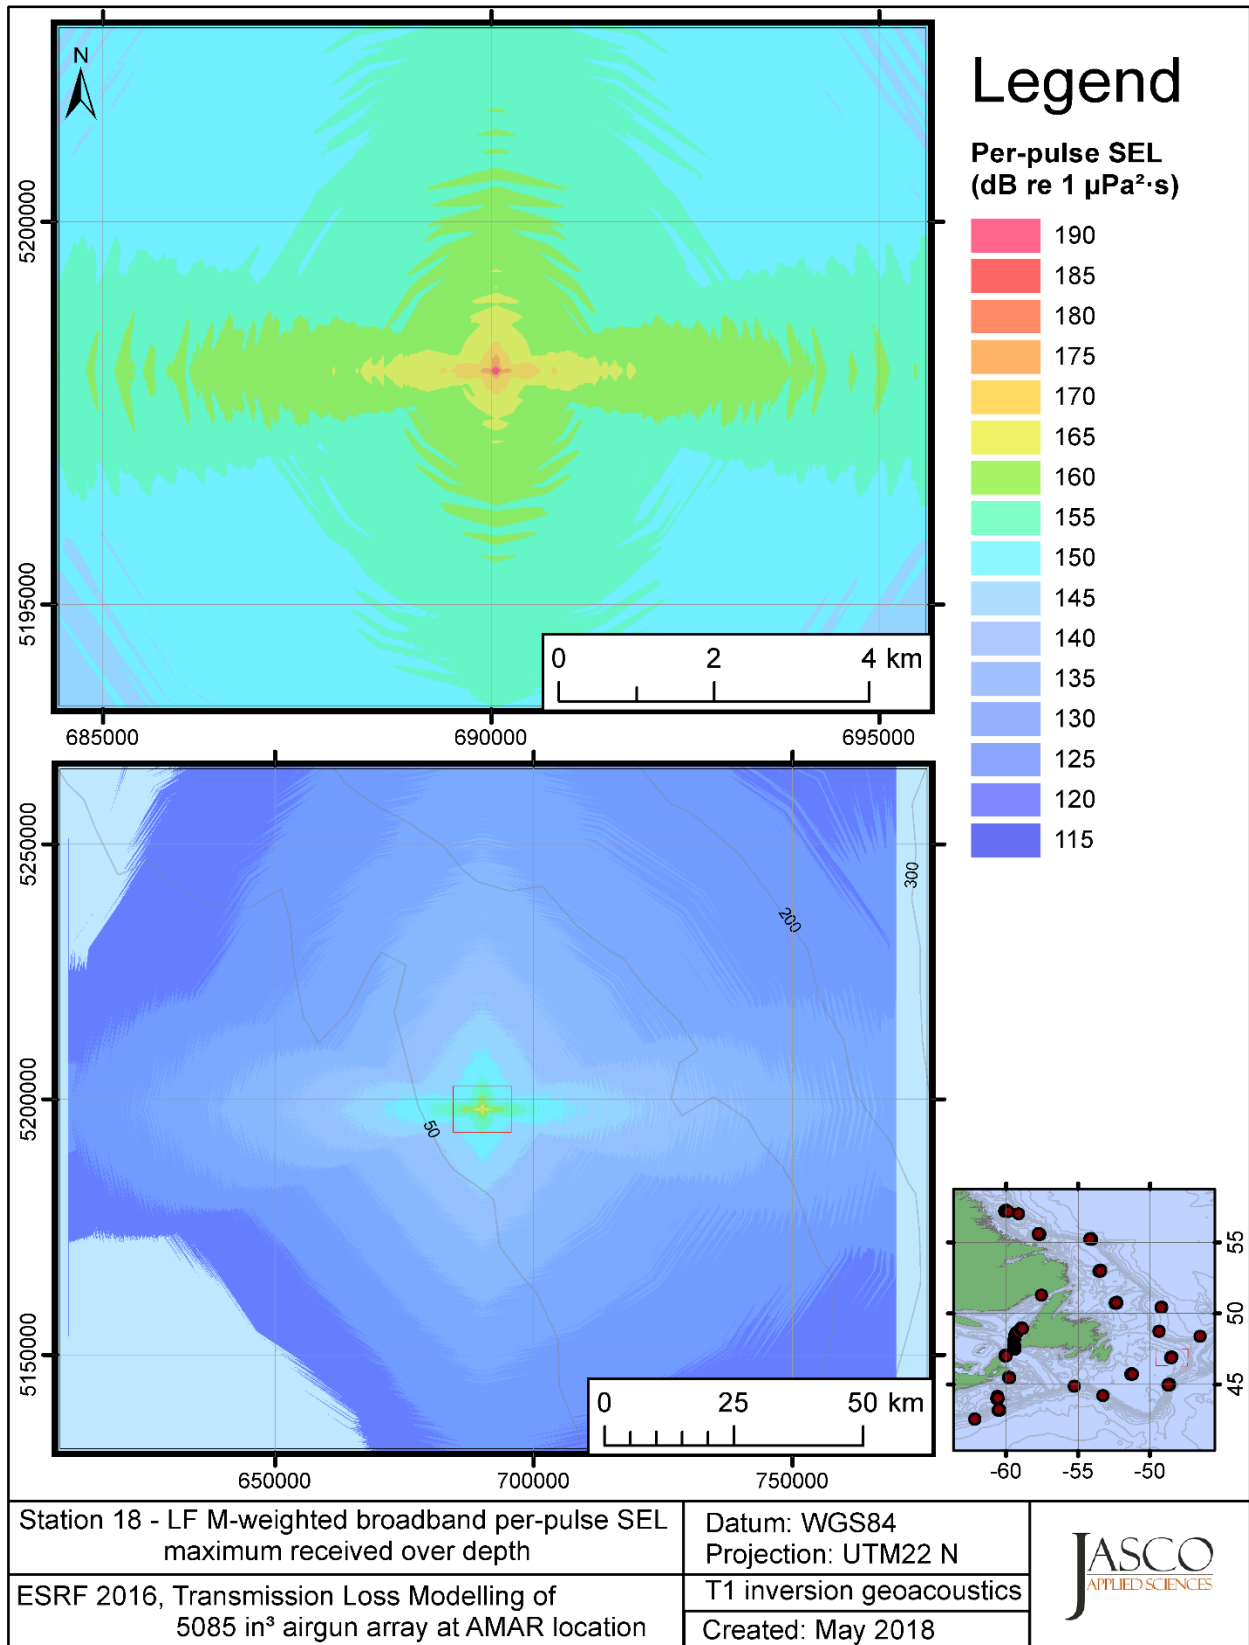 N
5200000
5195000
0 2 4 km
685000 690000 695000
Legend
Per-pulse SEL
(dB re 1 µPa²·s)
190
185
180
175
170
165
160
155
150
145
140
135
130
125
120
115
5250000
5200000
5150000
300
200
50
0 25 50 km
650000 700000 750000
55
50
45
-60 -55 -50
Station 18 - LF M-weighted broadband per-pulse SEL
maximum received over depth
ESRF 2016, Transmission Loss Modelling of
5085 in³ airgun array at AMAR location
Datum: WGS84
Projection: UTM22 N
T1 inversion geoacoustics
Created: May 2018
JASCO
APPLIED SCIENCES